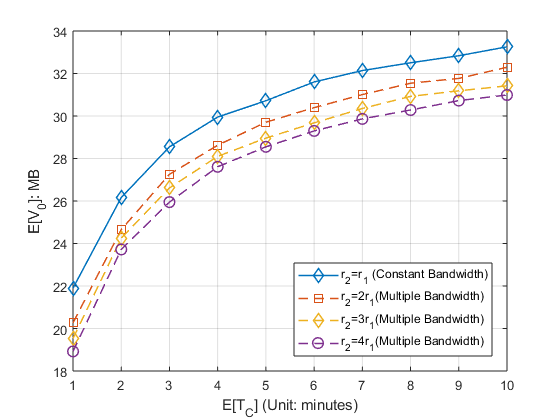 34
32
30
28
26
24
22
20
18
E[V0]: MB
1 2 3 4 5 6 7 8 9 10
E[TC] (Unit: minutes)
r2=r1 (Constant Bandwidth)
r2=2r1(Multiple Bandwidth)
r2=3r1(Multiple Bandwidth)
r2=4r1(Multiple Bandwidth)